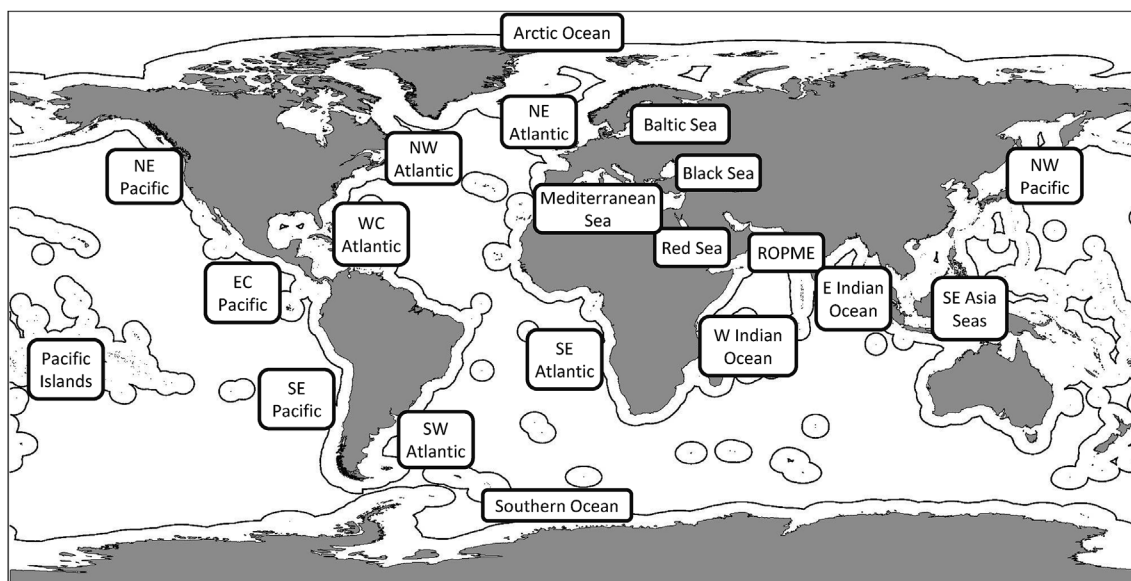 Arctic Ocean
NE
Atlantic
Baltic Sea
NW
Atlantic
NE
Pacific
Black Sea
NW
Pacific
Mediterranean
Sea
WC
Atlantic
Red Sea
ROPME
EC
Pacific
E Indian
Ocean
SE Asia
Seas
W Indian
Ocean
SE
Atlantic
Pacific
Islands
SE
Pacific
SW
Atlantic
Southern Ocean